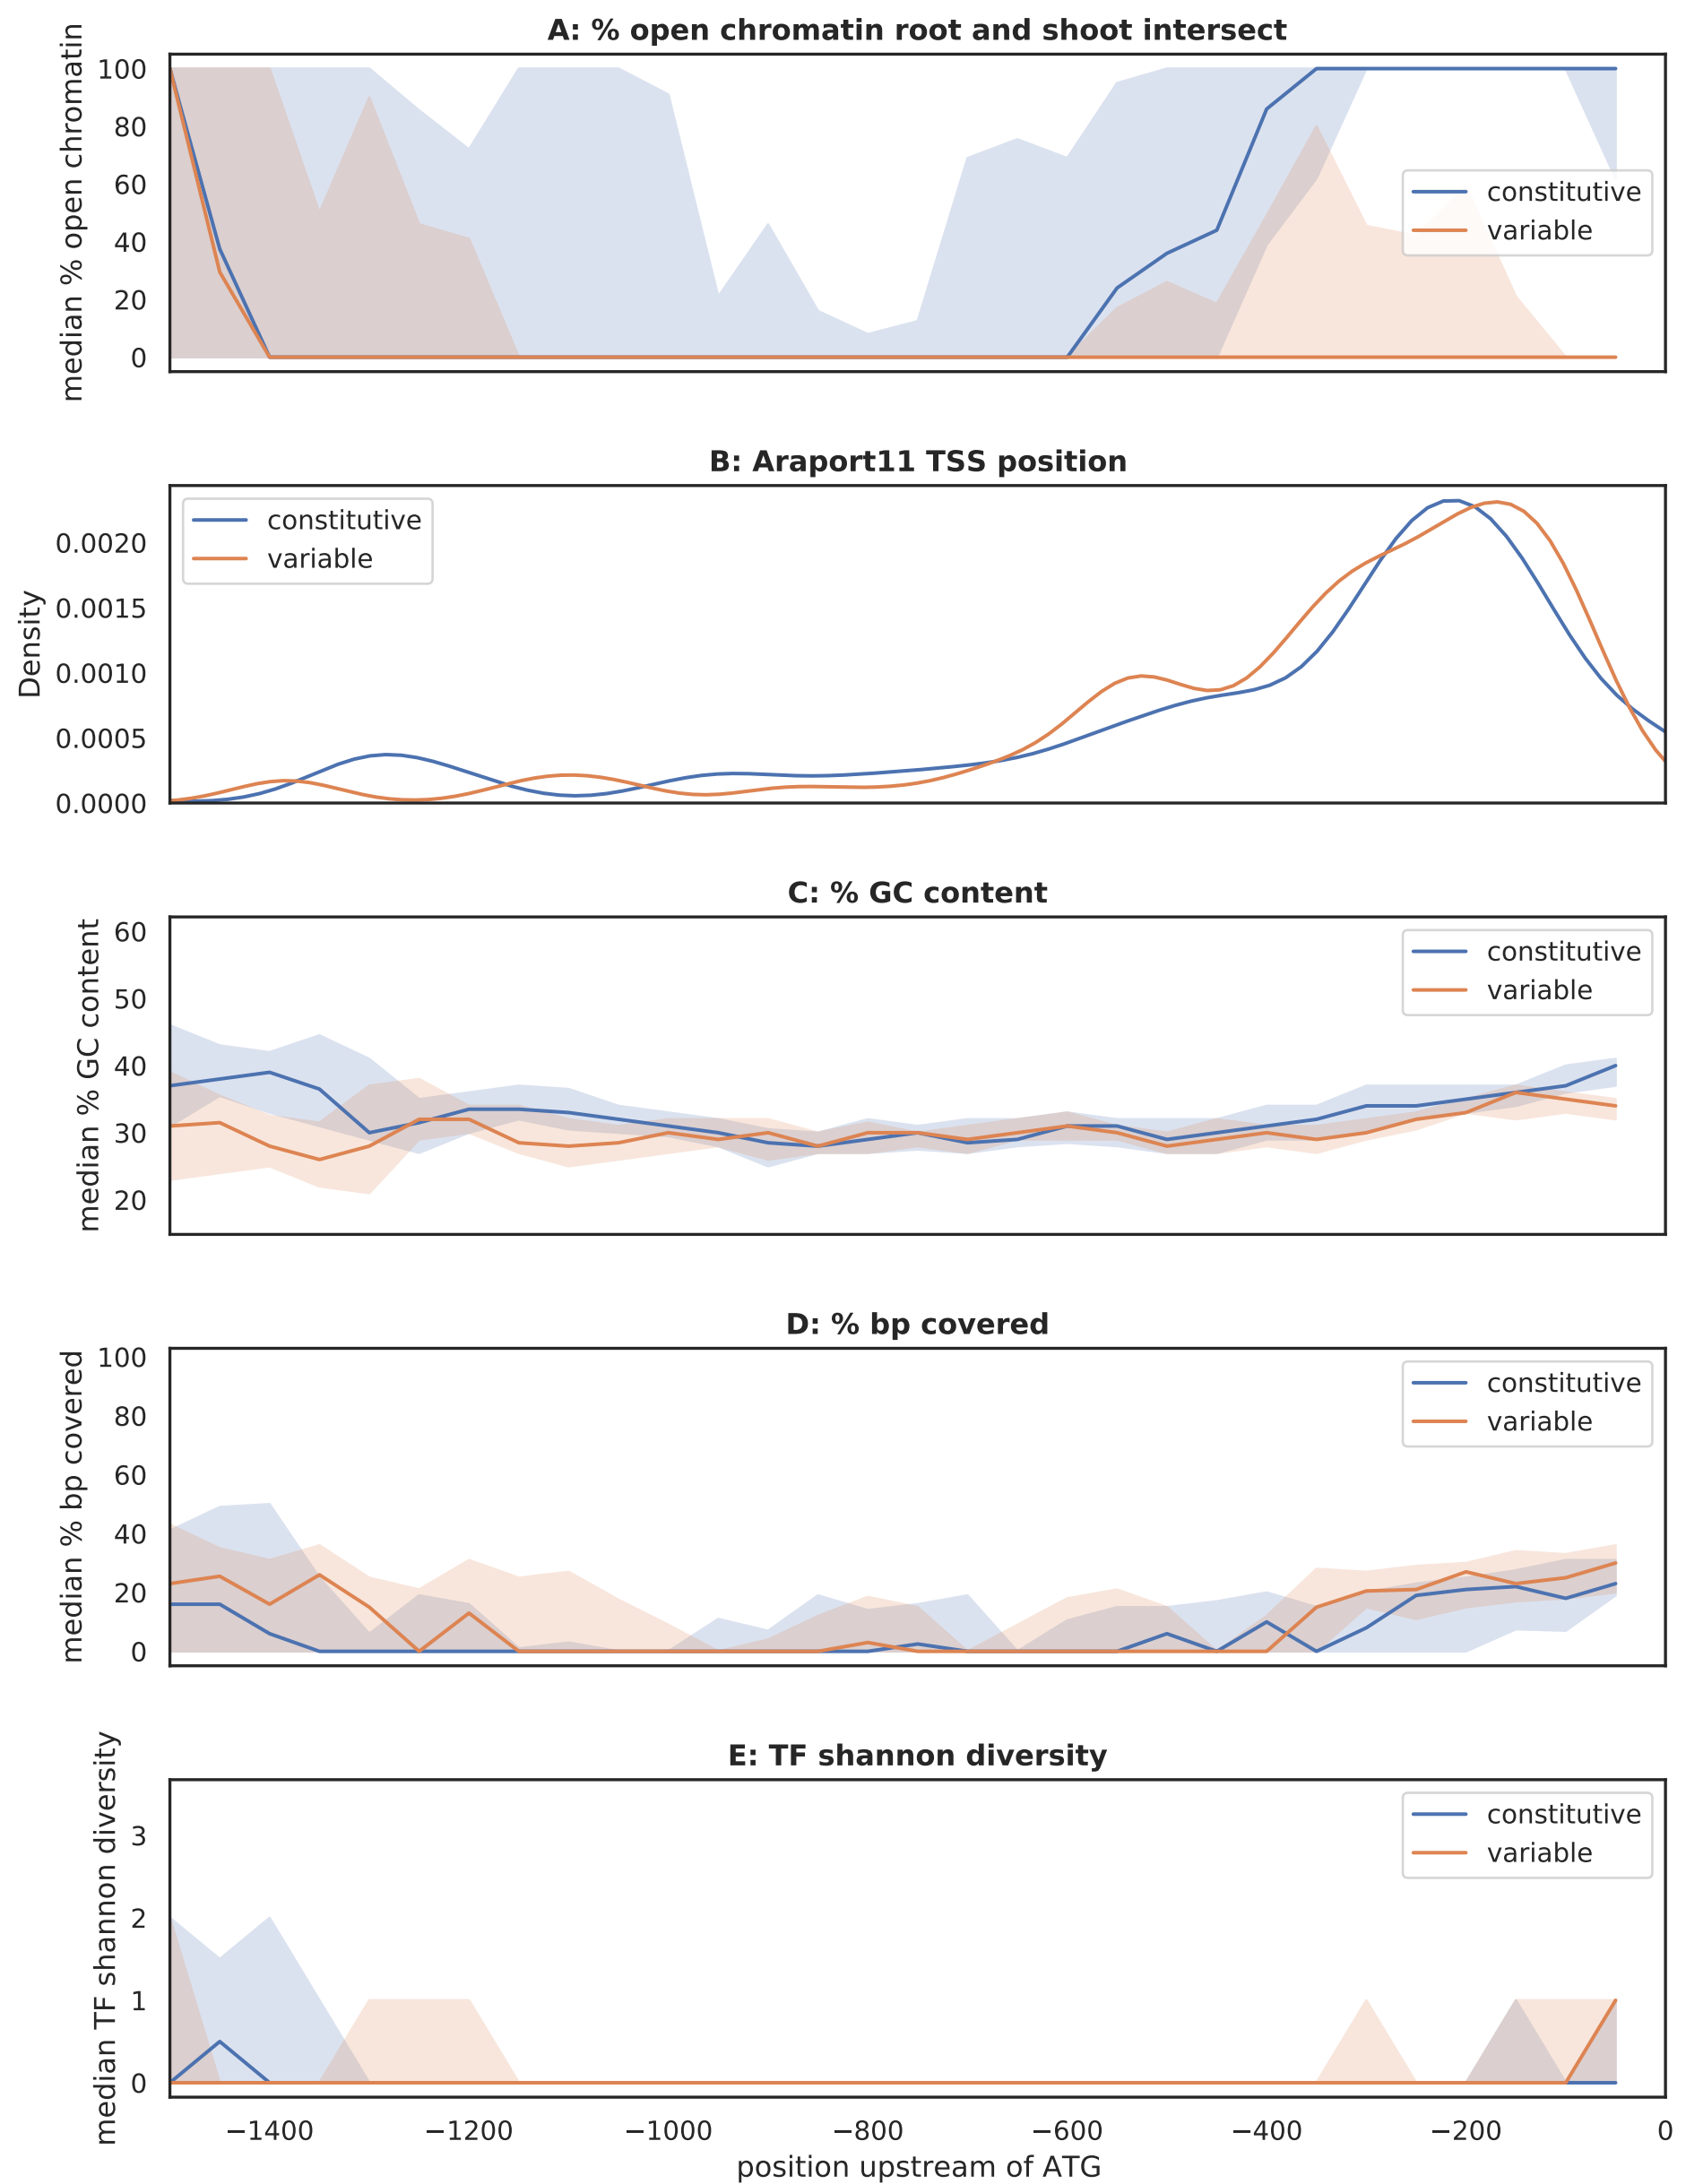 A: % open chromatin root and shoot intersect
median % open chromatin
100
80
60
40
20
0
constitutive
variable
B: Araport11 TSS position
Density
0.0020
0.0015
0.0010
0.0005
0.0000
constitutive
variable
C: % GC content
median % GC content
60
50
40
30
20
constitutive
variable
D: % bp covered
median % bp covered
100
80
60
40
20
0
constitutive
variable
E: TF shannon diversity
median TF shannon diversity
3
2
1
0
constitutive
variable
−1400 −1200 −1000 −800 −600 −400 −200 0
position upstream of ATG